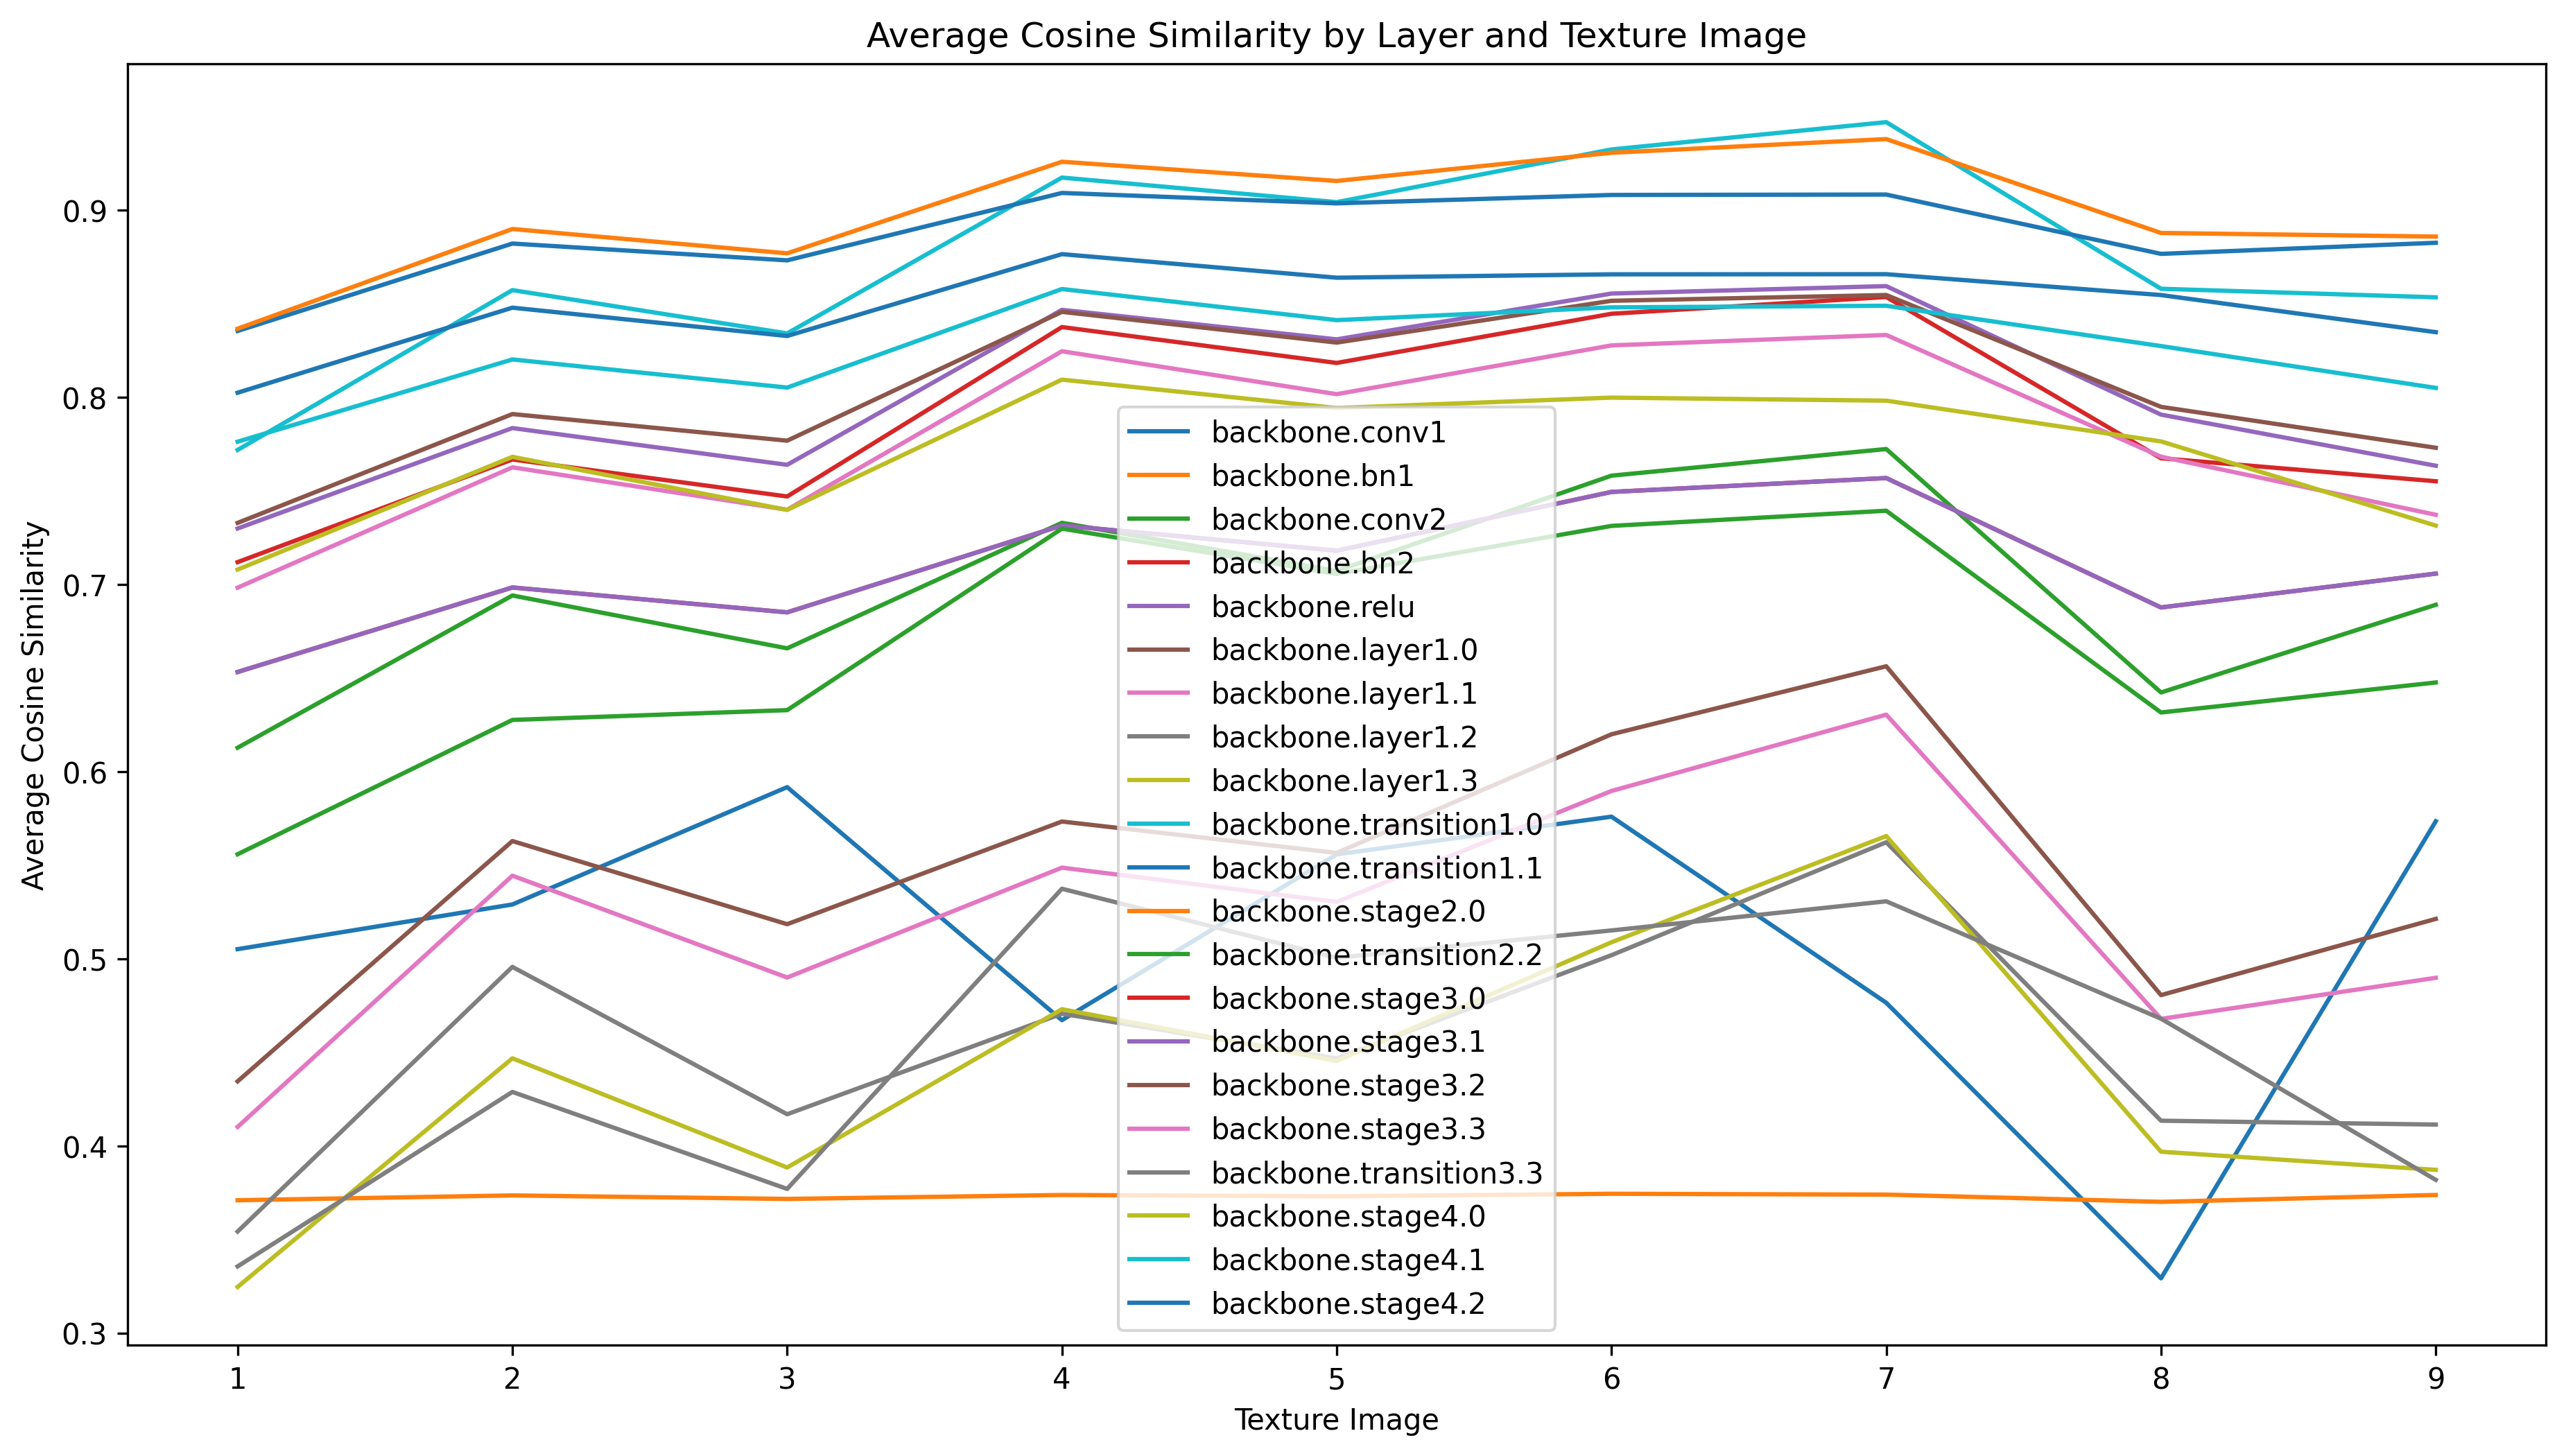 Average Cosine Similarity by Layer and Texture Image
Average Cosine Similarity
0.9
0.8
0.7
0.6
0.5
0.4
0.3
backbone.conv1
backbone.bn1
backbone.conv2
backbone.bn2
backbone.relu
backbone.layer1.0
backbone.layer1.1
backbone.layer1.2
backbone.layer1.3
backbone.transition1.0
backbone.transition1.1
backbone.stage2.0
backbone.transition2.2
backbone.stage3.0
backbone.stage3.1
backbone.stage3.2
backbone.stage3.3
backbone.transition3.3
backbone.stage4.0
backbone.stage4.1
backbone.stage4.2
1 2 3 4 5 6 7 8 9
Texture Image